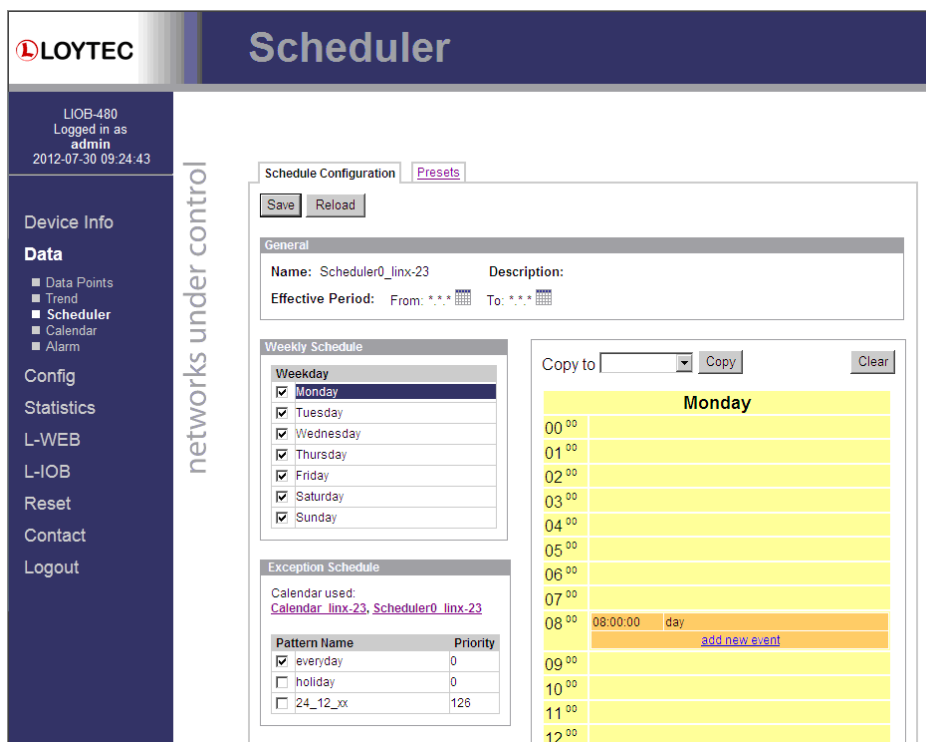 LOYTEC
Scheduler
LIOB-480
Logged in as
admin
2012-07-30 09:24:43
networks under control
Device Info
Data
Data Points
Trend
Scheduler
Calendar
Alarm
Config
Statistics
L-WEB
L-IOB
Reset
Contact
Logout
Schedule Configuration Presets
Save Reload
General
Name: Scheduler0_linx-23 Description:
Effective Period: From: *.*.* To: *.*.*
Weekly Schedule
Weekday
Monday
Tuesday
Wednesday
Thursday
Friday
Saturday
Sunday
Exception Schedule
Calendar used:
Calendar_linx-23, Scheduler0_linx-23
Pattern Name Priority
everyday 0
holiday 0
24_12_xx 126
Copy to Copy Clear
Monday
00 00
01 00
02 00
03 00
04 00
05 00
06 00
07 00
08 00 08:00:00 day
add new event
09 00
10 00
11 00
12 00